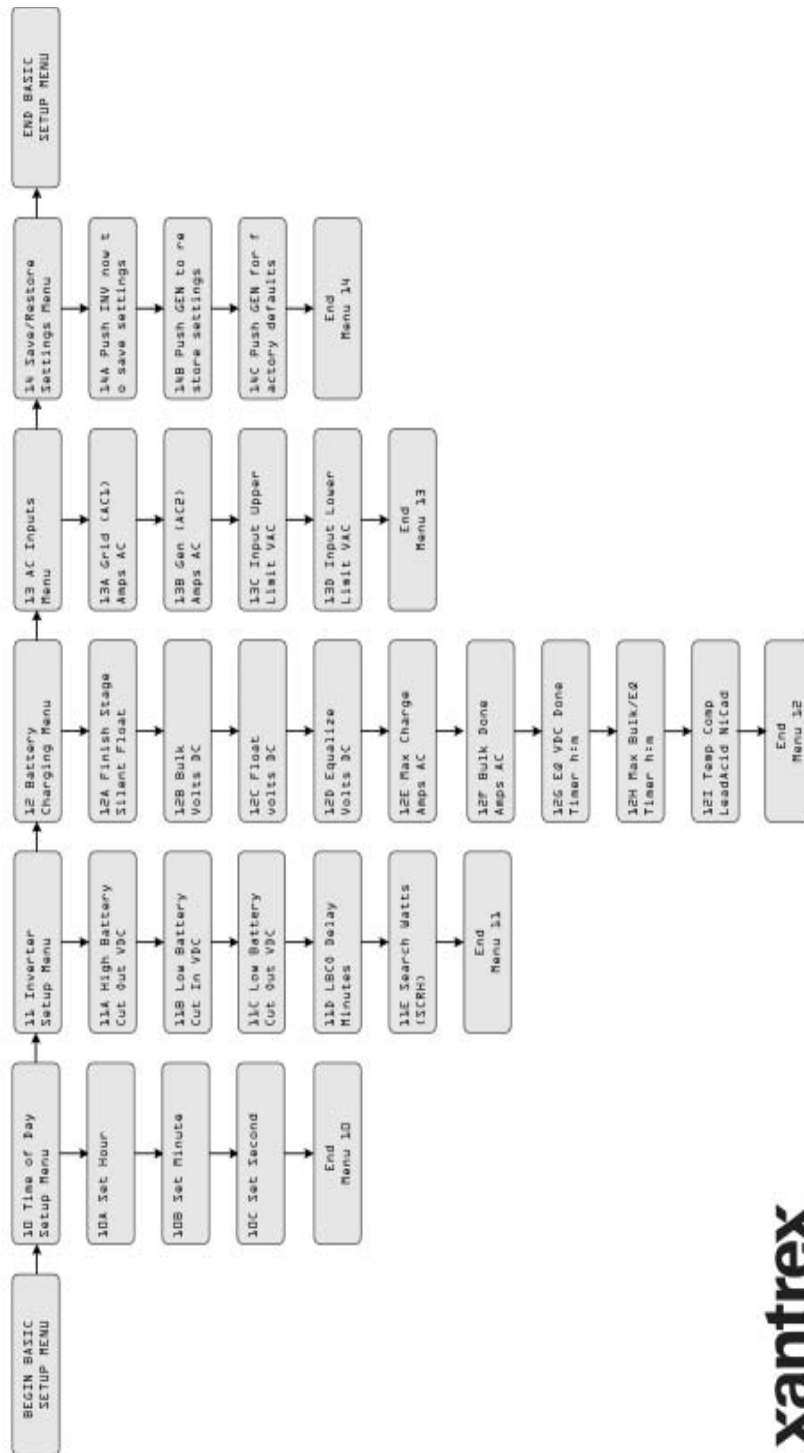 BEGIN BASIC
SETUP MENU
10 Time of Day
Setup Menu
10A Set Hour
10B Set Minute
10C Set Second
End
Menu 10
11 Inverter
Setup Menu
11A High Battery
Cut Out VDC
11B Low Battery
Cut In VDC
11C Low Battery
Cut Out VDC
11D LBCO Delay
Minutes
11E Search Watts
(SCRH)
End
Menu 11
12 Battery
Charging Menu
12A Finish Stage
Silent Float
12B Bulk
Volts DC
12C Float
volts DC
12D Equalize
Volts DC
12E Max Charge
Amps AC
12F Bulk Done
Amps AC
12G EQ VDC Done
Timer h:m
12H Max Bulk/EQ
Timer h:m
12I Temp Comp
LeadAcid NiCad
End
Menu 12
13 AC Inputs
Menu
13A Grid (AC1)
Amps AC
13B Gen (AC2)
Amps AC
13C Input Upper
Limit VAC
13D Input Lower
Limit VAC
End
Menu 13
14 Save/Restore
Settings Menu
14A Push INV now t
o save settings
14B Push GEN to re
store settings
14C Push GEN for f
actory defaults
End
Menu 14
END BASIC
SETUP MENU
xantrex